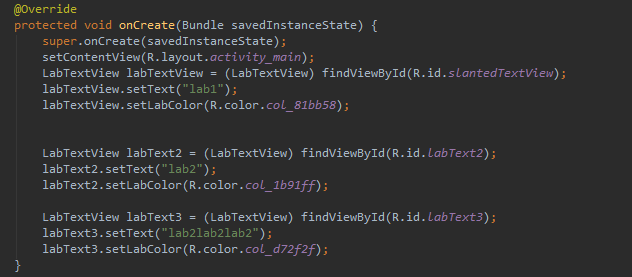 @Override
protected void onCreate(Bundle savedInstanceState) {
super.onCreate(savedInstanceState);
setContentView(R.layout.activity_main);
LabTextView labTextView = (LabTextView) findViewById(R.id.slantedTextView);
labTextView.setText("lab1");
labTextView.setLabColor(R.color.col_81bb58);
LabTextView labText2 = (LabTextView) findViewById(R.id.labText2);
labText2.setText("lab2");
labText2.setLabColor(R.color.col_1b91ff);
LabTextView labText3 = (LabTextView) findViewById(R.id.labText3);
labText3.setText("lab2lab2lab2");
labText3.setLabColor(R.color.col_d72f2f);
}